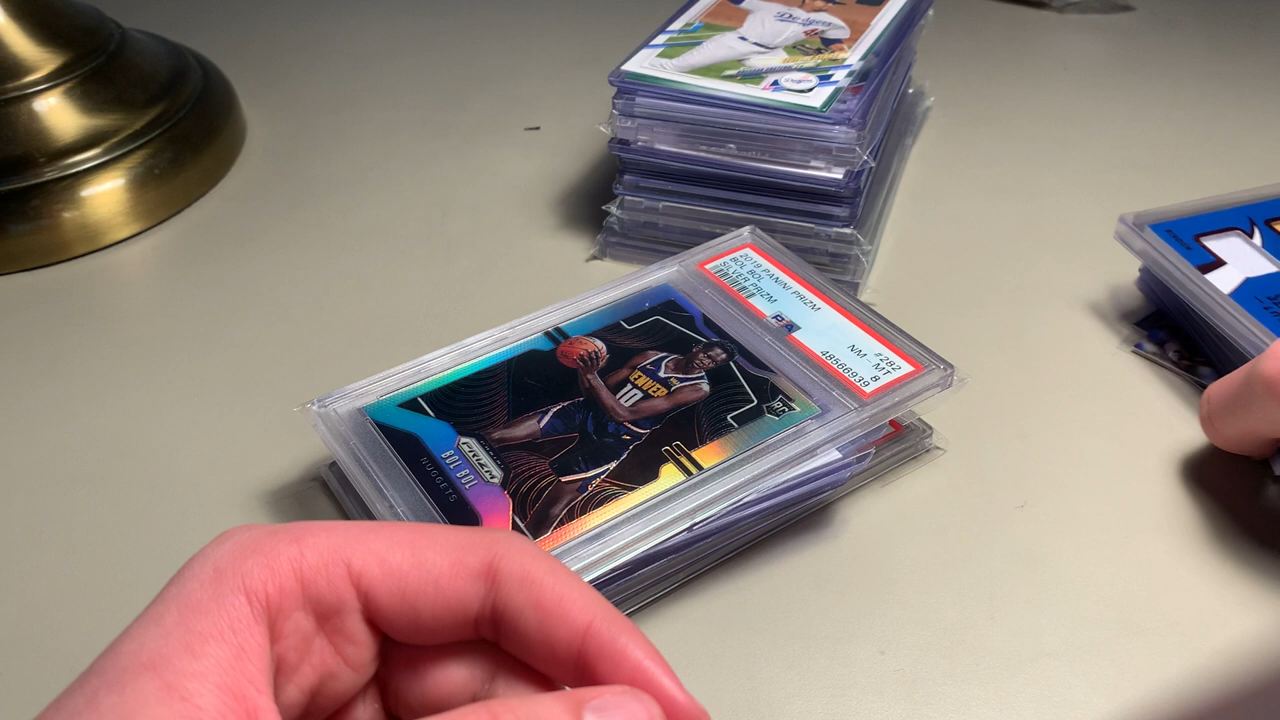 Dodgers
2019 PANINI PRIZM
BOL BOL
SILVER PRIZM
#282
NM-MT 8
48566939
PSA
DENVER
10
RC
PRIZM
BOL BOL
NUGGETS